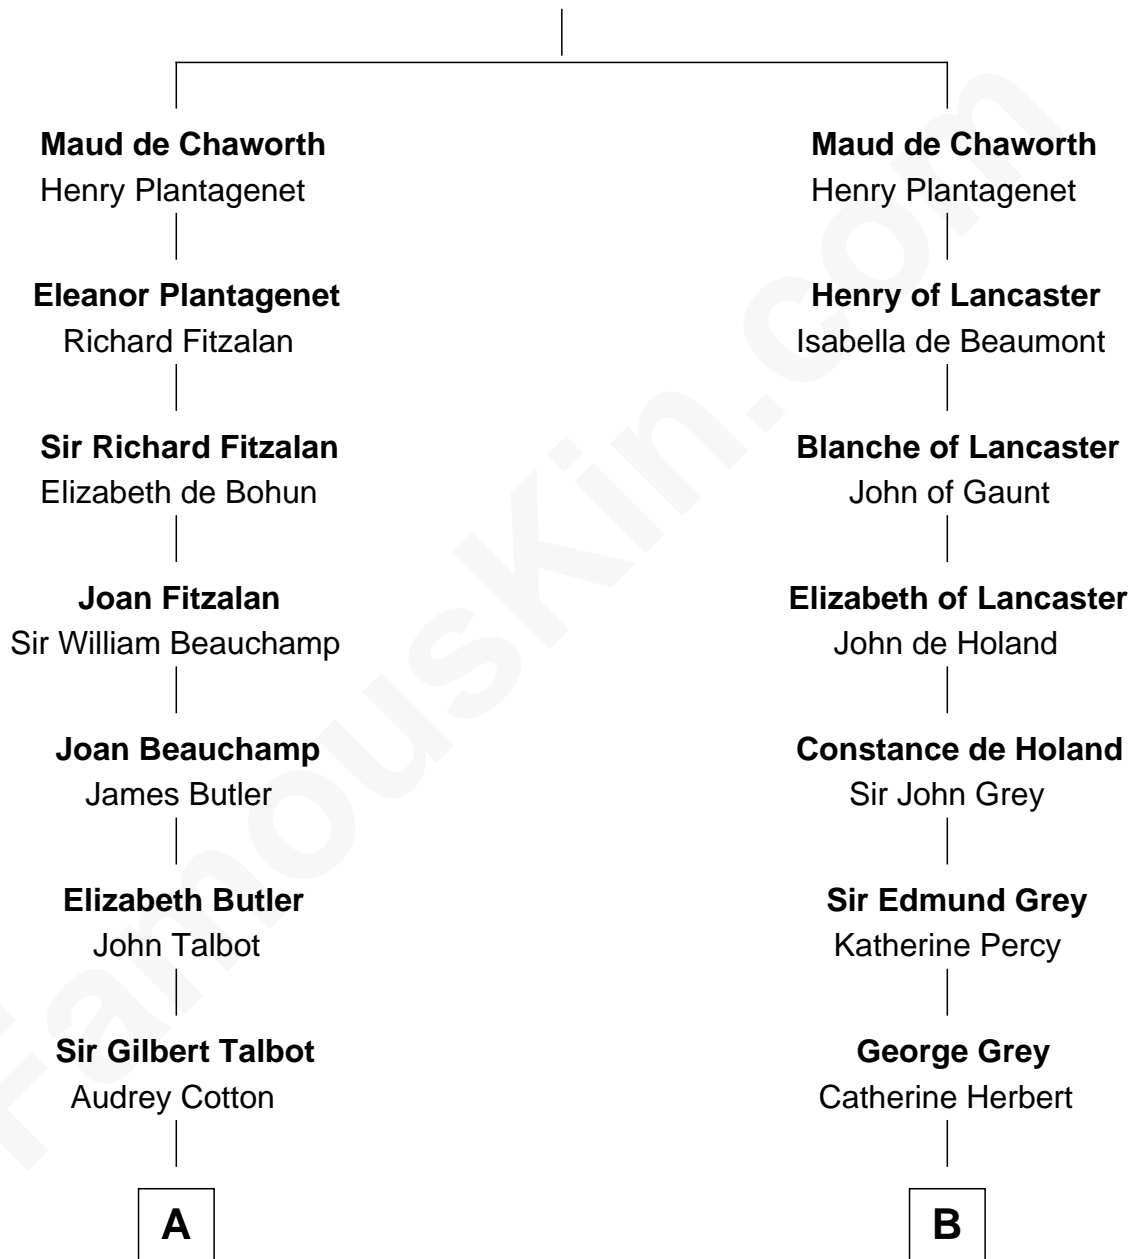 Maud de Chaworth
Henry Plantagenet
Eleanor Plantagenet
Richard Fitzalan
Sir Richard Fitzalan
Elizabeth de Bohun
Joan Fitzalan
Sir William Beauchamp
Joan Beauchamp
James Butler
Elizabeth Butler
John Talbot
Sir Gilbert Talbot
Audrey Cotton
A
Maud de Chaworth
Henry Plantagenet
Henry of Lancaster
Isabella de Beaumont
Blanche of Lancaster
John of Gaunt
Elizabeth of Lancaster
John de Holand
Constance de Holand
Sir John Grey
Sir Edmund Grey
Katherine Percy
George Grey
Catherine Herbert
B
FamousKin.com